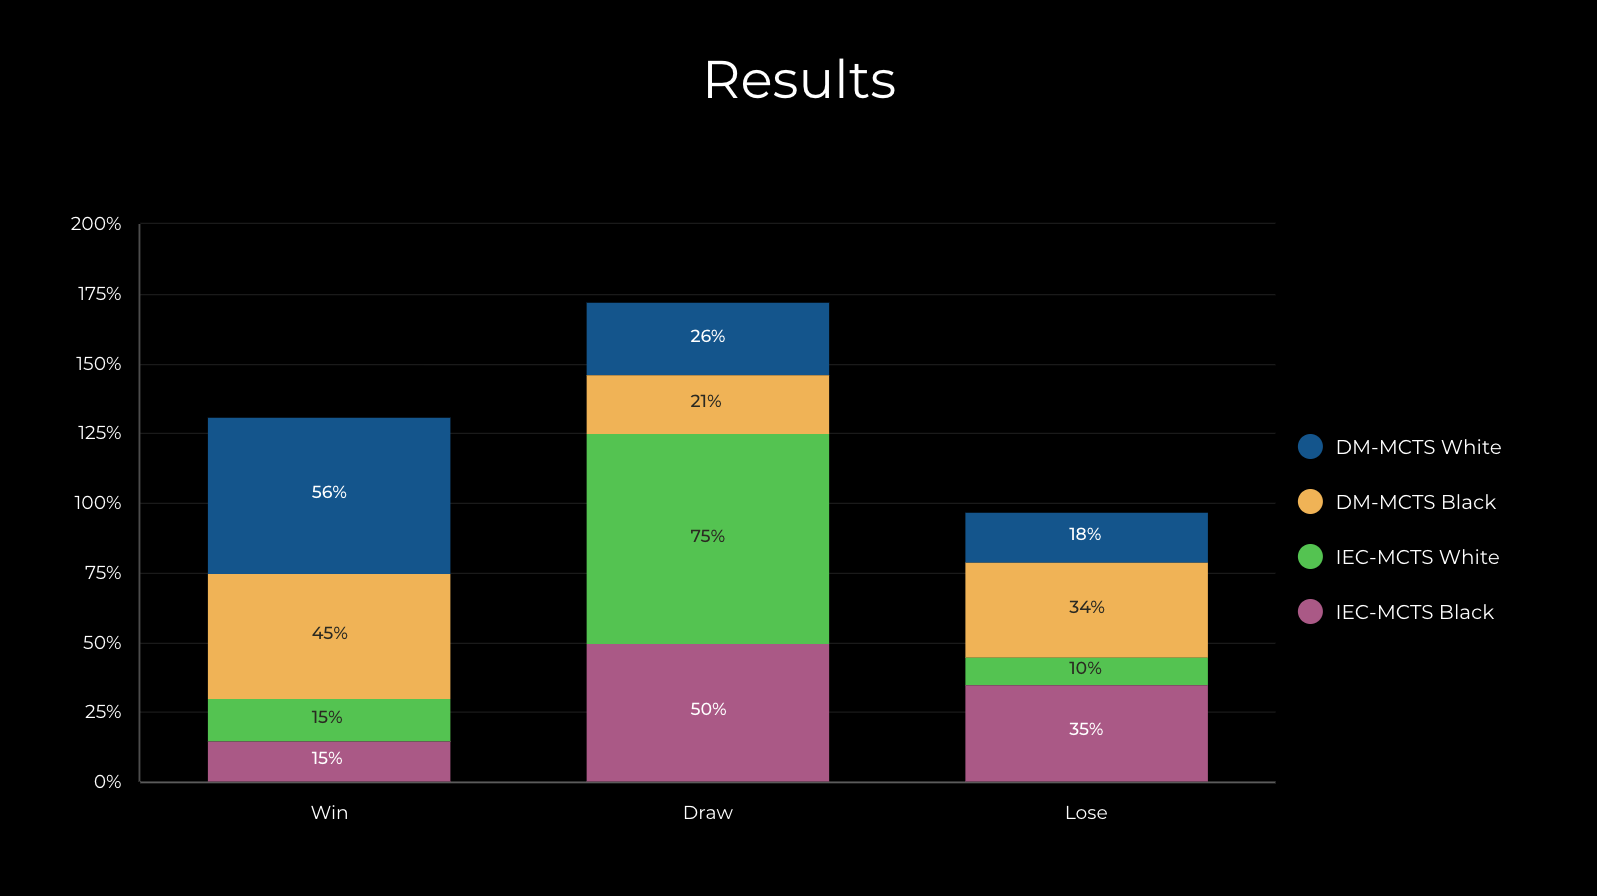 Results
200%
175%
150%
125%
100%
75%
50%
25%
0%
56%
45%
15%
15%
26%
21%
75%
50%
18%
34%
10%
35%
Win
Draw
Lose
DM-MCTS White
DM-MCTS Black
IEC-MCTS White
IEC-MCTS Black